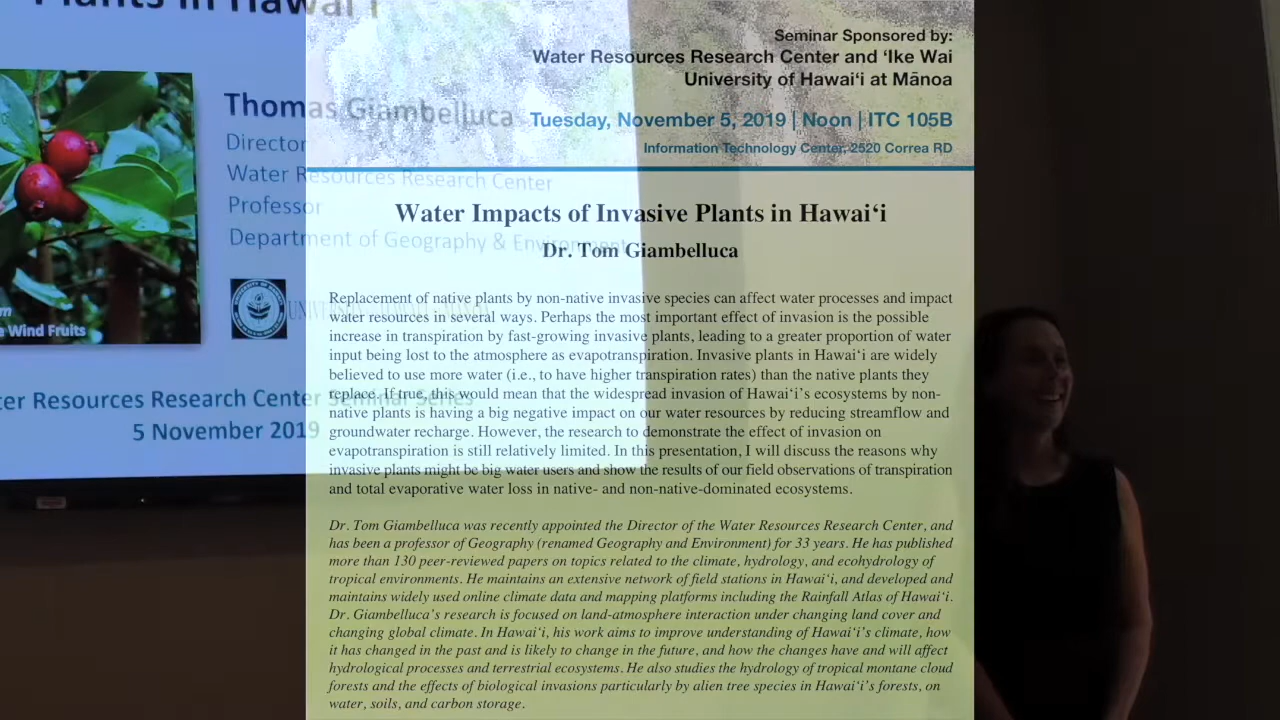 Plants in Hawai'i
Thomas Giambelluca
Director
Water Resources Research Center
Professor
Department of Geography & Environment
Wind Fruits
Resources Research Center Seminar Series
5 November 2019
Seminar Sponsored by:
Water Resources Research Center and ‘Ike Wai
University of Hawai‘i at Mānoa
Tuesday, November 5, 2019 | Noon | ITC 105B
Information Technology Center, 2520 Correa RD
Water Impacts of Invasive Plants in Hawai‘i
Dr. Tom Giambelluca
Replacement of native plants by non-native invasive species can affect water processes and impact
water resources in several ways. Perhaps the most important effect of invasion is the possible
increase in transpiration by fast-growing invasive plants, leading to a greater proportion of water
input being lost to the atmosphere as evapotranspiration. Invasive plants in Hawai‘i are widely
believed to use more water (i.e., to have higher transpiration rates) than the native plants they
replace. If true, this would mean that the widespread invasion of Hawai‘i’s ecosystems by non-
native plants is having a big negative impact on our water resources by reducing streamflow and
groundwater recharge. However, the research to demonstrate the effect of invasion on
evapotranspiration is still relatively limited. In this presentation, I will discuss the reasons why
invasive plants might be big water users and show the results of our field observations of transpiration
and total evaporative water loss in native- and non-native-dominated ecosystems.
Dr. Tom Giambelluca was recently appointed the Director of the Water Resources Research Center, and
has been a professor of Geography (renamed Geography and Environment) for 33 years. He has published
more than 130 peer-reviewed papers on topics related to the climate, hydrology, and ecohydrology of
tropical environments. He maintains an extensive network of field stations in Hawai‘i, and developed and
maintains widely used online climate data and mapping platforms including the Rainfall Atlas of Hawai‘i.
Dr. Giambelluca’s research is focused on land-atmosphere interaction under changing land cover and
changing global climate. In Hawai‘i, his work aims to improve understanding of Hawai‘i’s climate, how
it has changed in the past and is likely to change in the future, and how the changes have and will affect
hydrological processes and terrestrial ecosystems. He also studies the hydrology of tropical montane cloud
forests and the effects of biological invasions particularly by alien tree species in Hawai‘i’s forests, on
water, soils, and carbon storage.